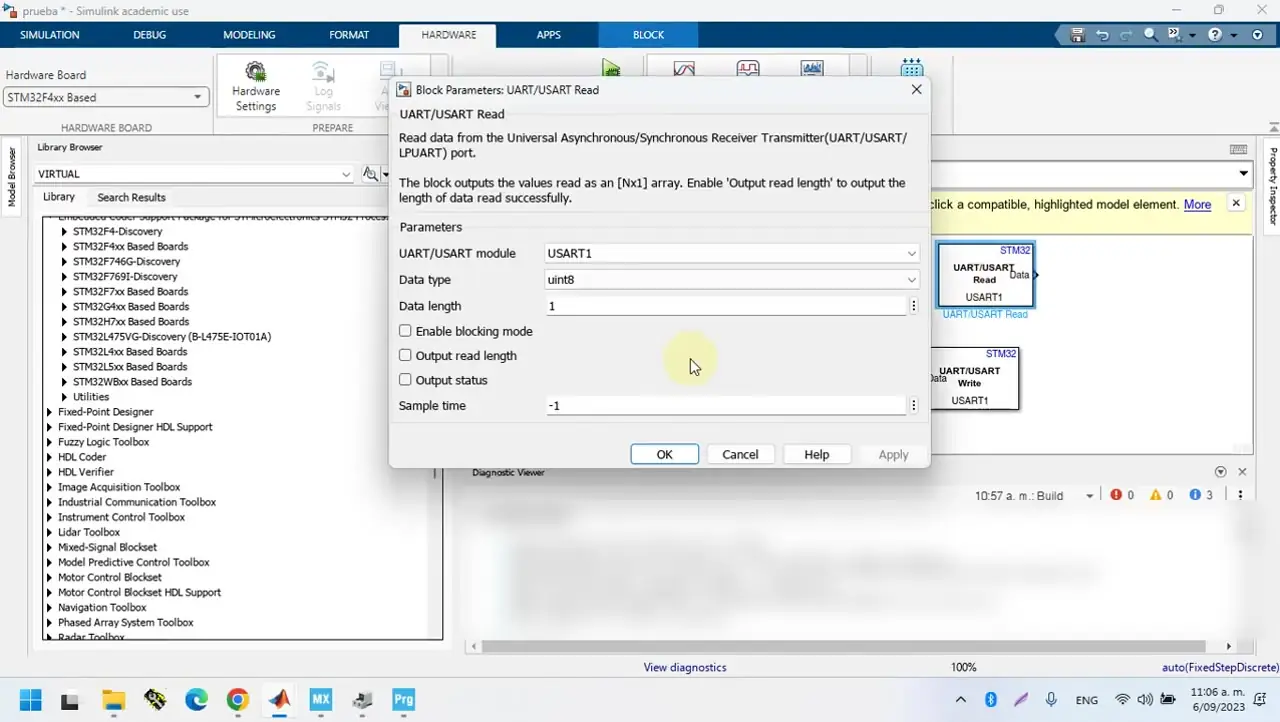 prueba * - Simulink academic use
SIMULATION
DEBUG
MODELING
FORMAT
HARDWARE
APPS
BLOCK
Hardware Board
STM32F4xx Based
HARDWARE BOARD
Hardware
Settings
Log
Signals
PREPARE
Library Browser
VIRTUAL
Library
Search Results
Model Browser
Property Inspector
Embedded Coder Support Package for STMicroelectronics STM32 Proces
STM32F4-Discovery
STM32F4xx Based Boards
STM32F746G-Discovery
STM32F769I-Discovery
STM32F7xx Based Boards
STM32G4xx Based Boards
STM32H7xx Based Boards
STM32L475VG-Discovery (B-L475E-IOT01A)
STM32L4xx Based Boards
STM32L5xx Based Boards
STM32WBxx Based Boards
Utilities
Fixed-Point Designer
Fixed-Point Designer HDL Support
Fuzzy Logic Toolbox
HDL Coder
HDL Verifier
Image Acquisition Toolbox
Industrial Communication Toolbox
Instrument Control Toolbox
Lidar Toolbox
Mixed-Signal Blockset
Model Predictive Control Toolbox
Motor Control Blockset
Motor Control Blockset HDL Support
Navigation Toolbox
Phased Array System Toolbox
Radar Toolbox
Block Parameters: UART/USART Read
UART/USART Read
Read data from the Universal Asynchronous/Synchronous Receiver Transmitter(UART/USART/
LPUART) port.
The block outputs the values read as an [Nx1] array. Enable 'Output read length' to output the
length of data read successfully.
Parameters
UART/USART module USART1
Data type uint8
Data length 1
Enable blocking mode
Output read length
Output status
Sample time -1
OK
Cancel
Help
Apply
click a compatible, highlighted model element. More
STM32
UART/USART
Read
Data
USART1
UART/USART Read
STM32
UART/USART
Data
Write
USART1
Diagnostic Viewer
10:57 a. m.: Build
0
0
3
View diagnostics
100%
auto(FixedStepDiscrete)
MX
Prg
ENG
11:06 a. m.
6/09/2023